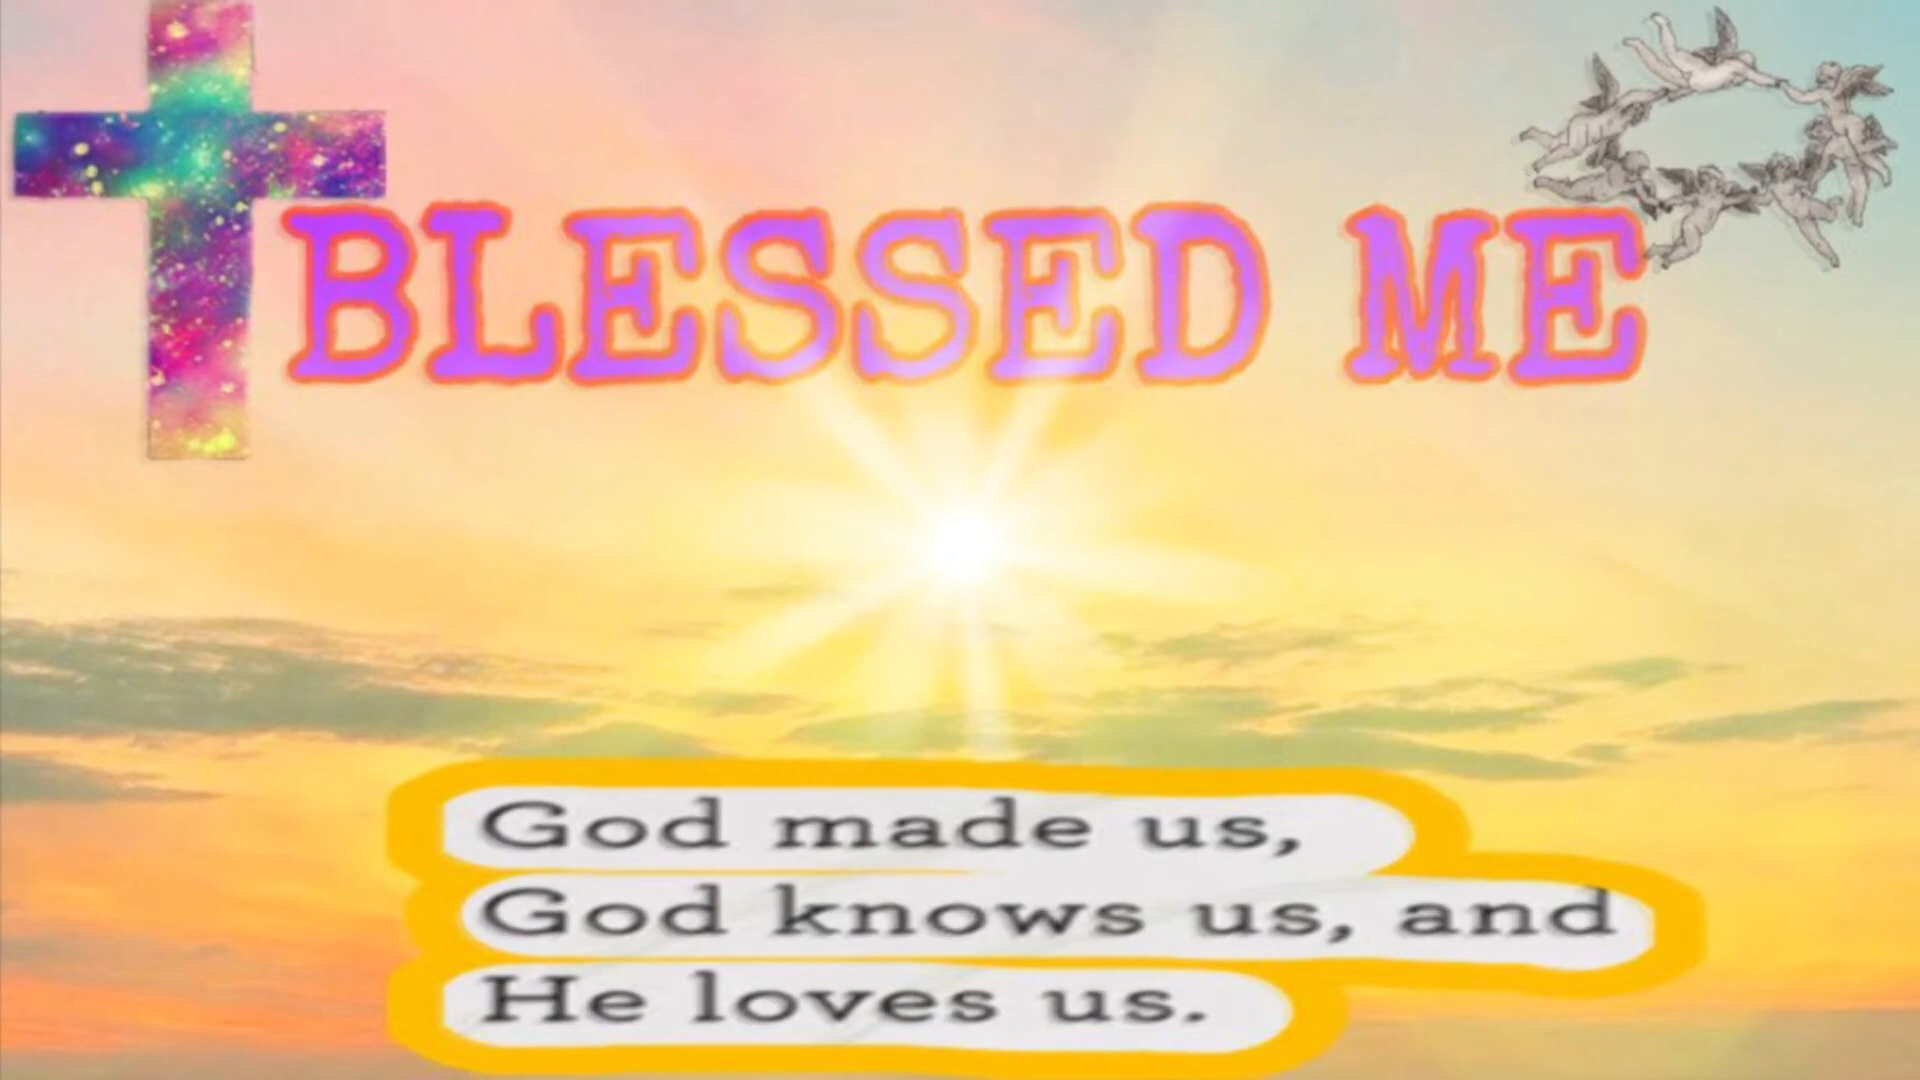 BLESSED ME
God made us,
God knows us, and
He loves us.